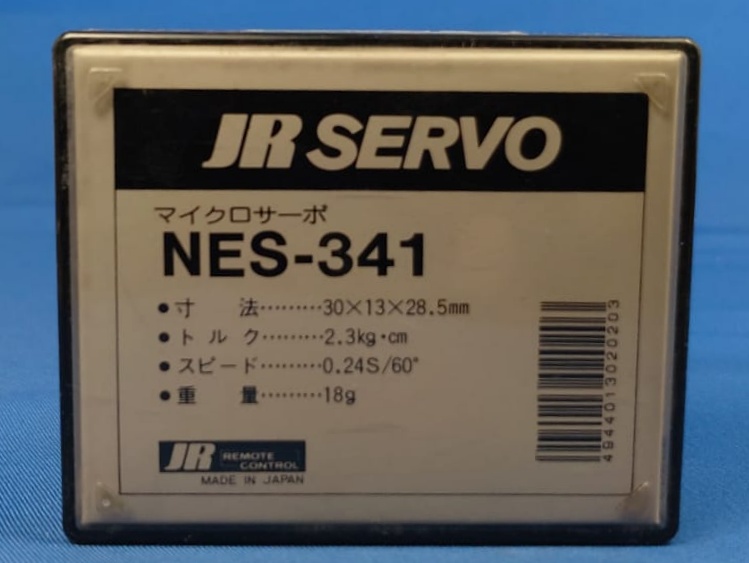 JR SERVO
マイクロサーボ
NES-341
●寸　法………30×13×28.5mm
●トルク………2.3kg・cm
●スピード………0.24S/60°
●重　量………18g
JR REMOTE CONTROL
MADE IN JAPAN
4944013020203